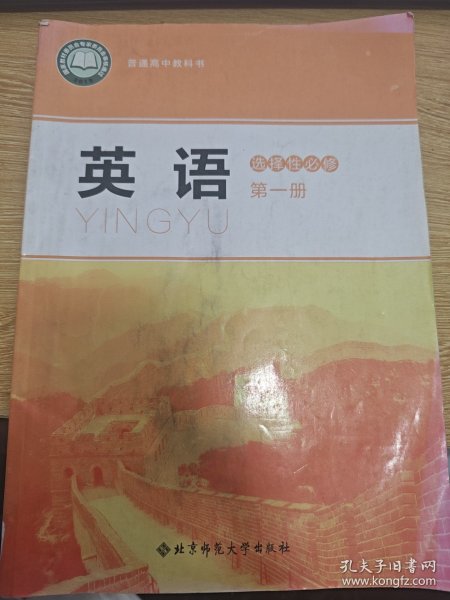 普通高中教科书
英语
选择性必修
YINGYU
第一册
北京师范大学出版社
孔夫子旧书网
www.kongfz.com